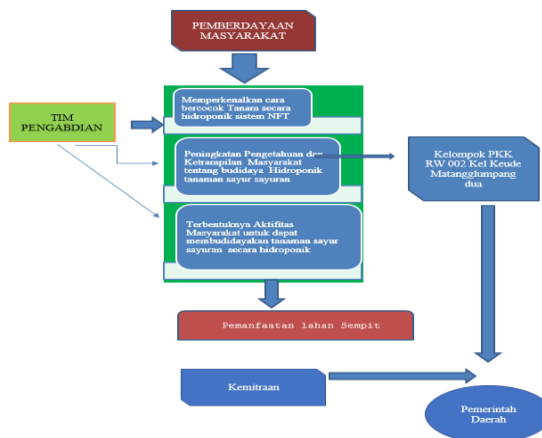 PEMBERDAYAAN
MASYARAKAT
Memperkenalkan cara
bercocok Tanam secara
hidroponik sistem NFT
TIM
PENGABDIAN
Peningkatan Pengetahuan dan
Ketrampilan Masyarakat
tentang budidaya Hidroponik
tanaman sayur sayuran
Kelompok PKK
RW 002 Kel Keude
Matangglumpang
dua
Terbentuknya Aktifitas
Masyarakat untuk dapat
membudidayakan tanaman sayur
sayuran secara hidroponik
Pemanfaatan lahan Sempit
Kemitraan
Pemerintah
Daerah